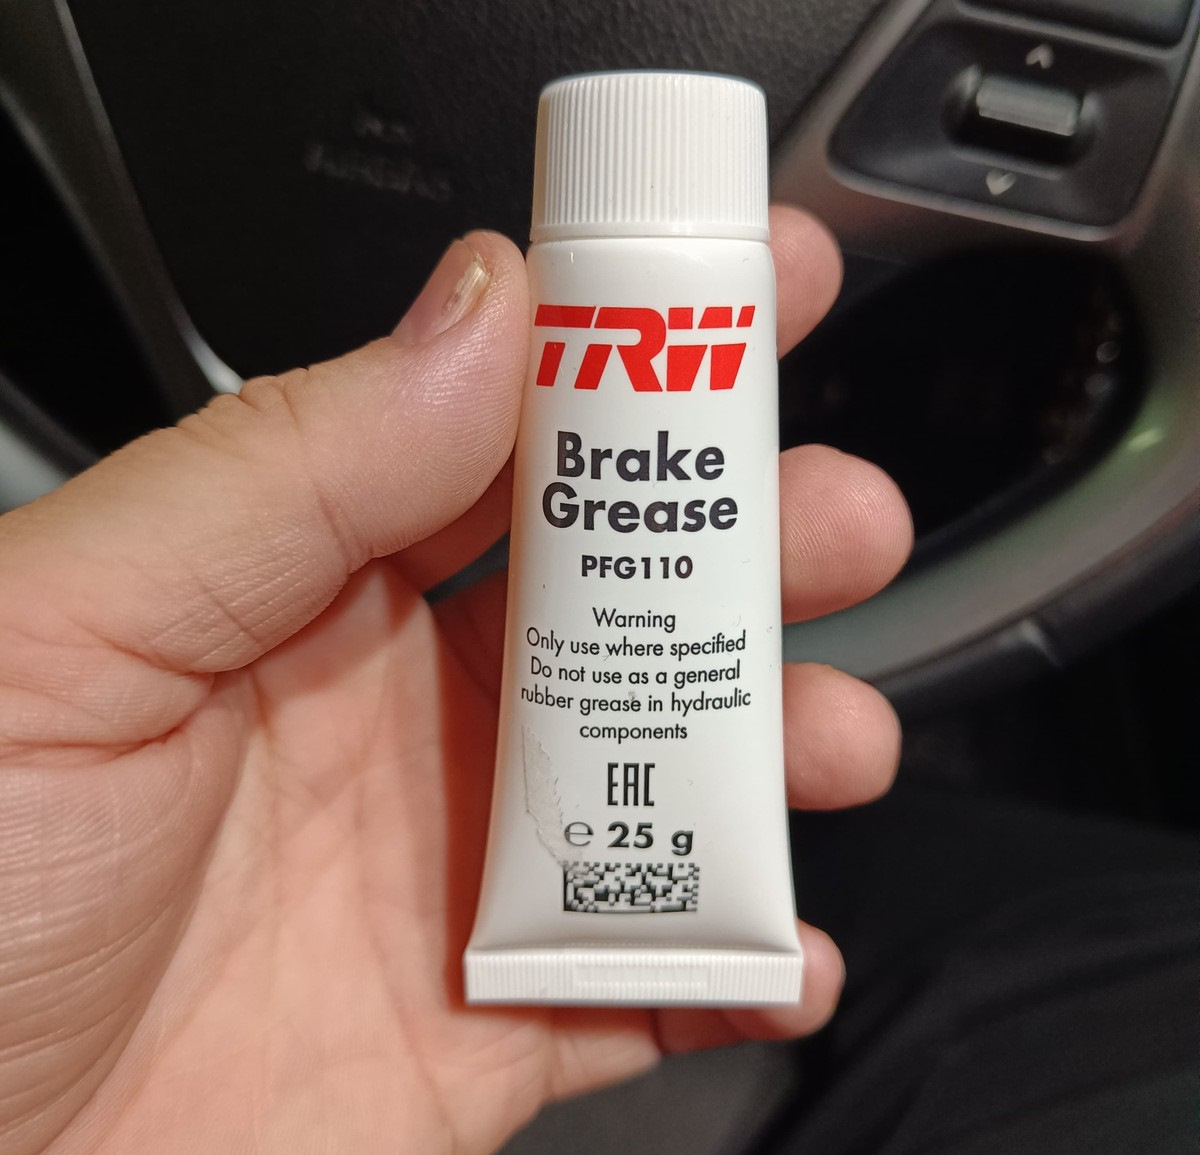 TRW
Brake
Grease
PFG110
Warning
Only use where specified
Do not use as a general
rubber grease in hydraulic
components
EAC
e 25 g